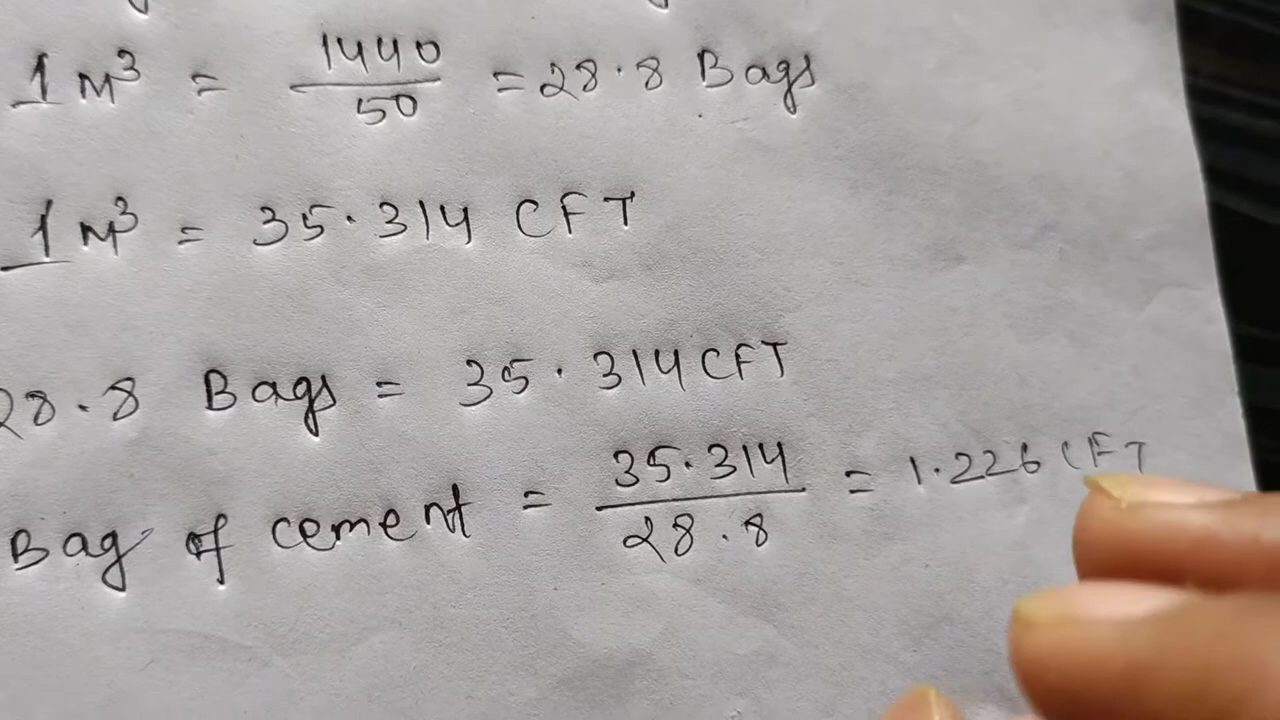 1 M³ = 1440/50 = 28.8 Bags
1 M³ = 35.314 CFT
28.8 Bags = 35.314 CFT
Bag of cement = 35.314/28.8 = 1.226 CFT